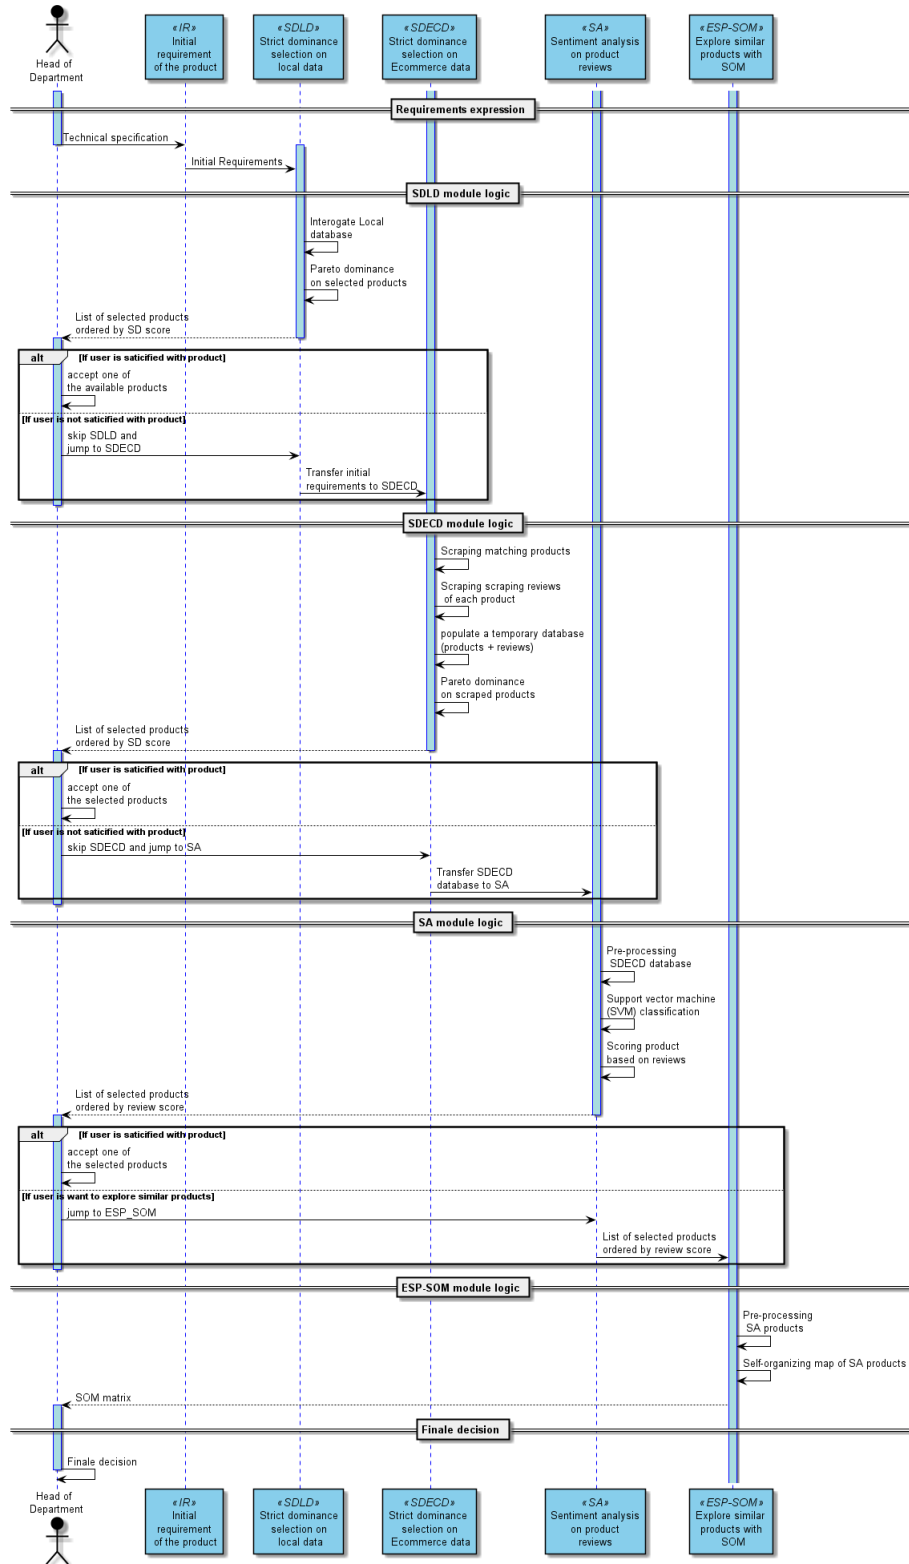 Head of
Department
«IR»
Initial
requirement
of the product
«SDLD»
Strict dominance
selection on
local data
«SDECD»
Strict dominance
selection on
Ecommerce data
«SA»
Sentiment analysis
on product
reviews
«ESP-SOM»
Explore similar
products with
SOM
Requirements expression
Technical specification
Initial Requirements
SDLD module logic
Interogate Local
database
Pareto dominance
on selected products
List of selected products
ordered by SD score
alt
[If user is saticified with product]
accept one of
the available products
[If user is not saticified with product]
skip SDLD and
jump to SDECD
Transfer initial
requirements to SDECD
SDECD module logic
Scraping matching products
Scraping scraping reviews
of each product
populate a temporary database
(products + reviews)
Pareto dominance
on scraped products
List of selected products
ordered by SD score
alt
[If user is saticified with product]
accept one of
the selected products
[If user is not saticified with product]
skip SDECD and jump to SA
Transfer SDECD
database to SA
SA module logic
Pre-processing
SDECD database
Support vector machine
(SVM) classification
Scoring product
based on reviews
List of selected products
ordered by review score
alt
[If user is saticified with product]
accept one of
the selected products
[If user is want to explore similar products]
jump to ESP_SOM
List of selected products
ordered by review score
ESP-SOM module logic
Pre-processing
SA products
Self-organizing map of SA products
SOM matrix
Finale decision
Finale decision
Head of
Department
«IR»
Initial
requirement
of the product
«SDLD»
Strict dominance
selection on
local data
«SDECD»
Strict dominance
selection on
Ecommerce data
«SA»
Sentiment analysis
on product
reviews
«ESP-SOM»
Explore similar
products with
SOM